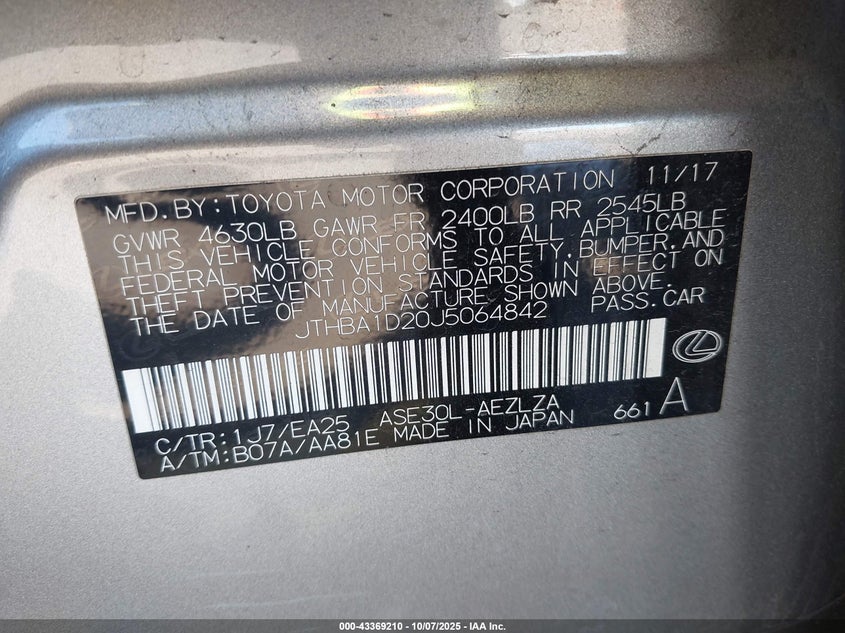 MFD. BY: TOYOTA MOTOR CORPORATION 11/17
GVWR 4630LB GAWR FR 2400LB RR 2545LB
THIS VEHICLE CONFORMS TO ALL APPLICABLE
FEDERAL MOTOR VEHICLE SAFETY, BUMPER, AND
THEFT PREVENTION STANDARDS IN EFFECT ON
THE DATE OF MANUFACTURE SHOWN ABOVE.
JTHBA1D20J5064842 PASS.CAR
C/TR: 1J7/EA25 ASE30L-AEZLZA 661 A
A/TM: B07A/AA81E MADE IN JAPAN
000-43369210 - 10/07/2025 - IAA Inc.